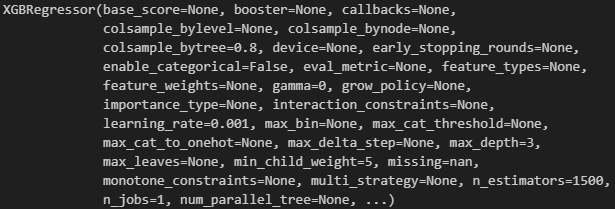 XGBRegressor(base_score=None, booster=None, callbacks=None,
colsample_bylevel=None, colsample_bynode=None,
colsample_bytree=0.8, device=None, early_stopping_rounds=None,
enable_categorical=False, eval_metric=None, feature_types=None,
feature_weights=None, gamma=0, grow_policy=None,
importance_type=None, interaction_constraints=None,
learning_rate=0.001, max_bin=None, max_cat_threshold=None,
max_cat_to_onehot=None, max_delta_step=None, max_depth=3,
max_leaves=None, min_child_weight=5, missing=nan,
monotone_constraints=None, multi_strategy=None, n_estimators=1500,
n_jobs=1, num_parallel_tree=None, ...)